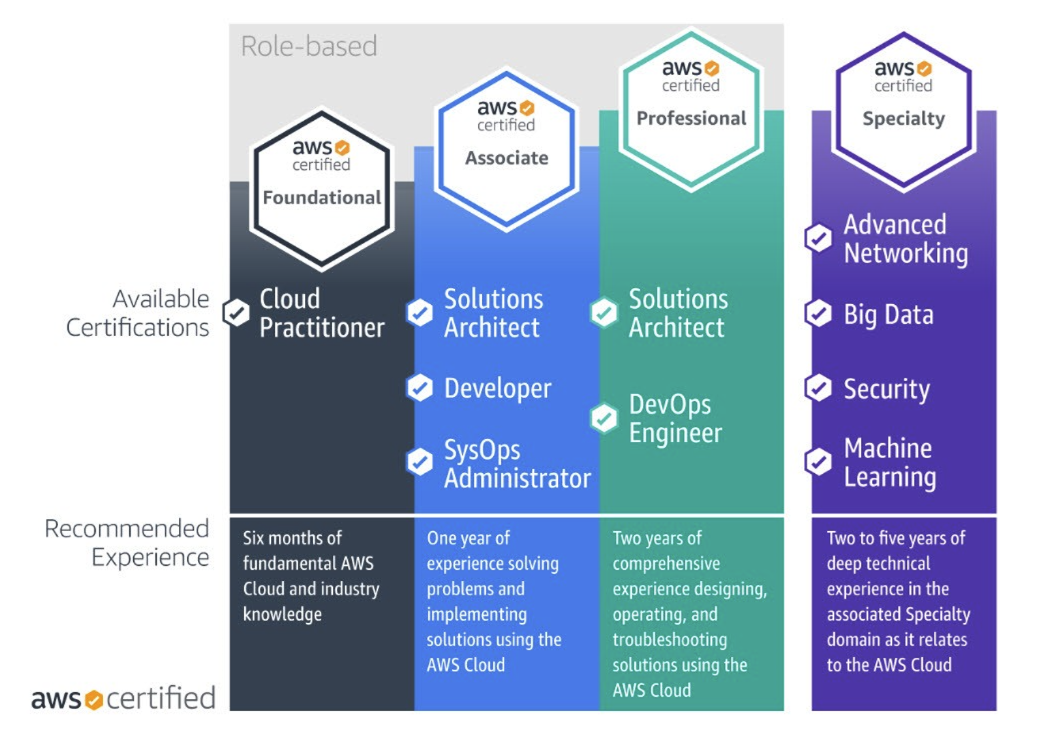 Role-based
aws
certified
Foundational
aws
certified
Associate
aws
certified
Professional
aws
certified
Specialty
Available
Certifications
Cloud
Practitioner
Solutions
Architect
Developer
SysOps
Administrator
Solutions
Architect
DevOps
Engineer
Advanced
Networking
Big Data
Security
Machine
Learning
Recommended
Experience
Six months of
fundamental AWS
Cloud and industry
knowledge
One year of
experience solving
problems and
implementing
solutions using the
AWS Cloud
Two years of
comprehensive
experience designing,
operating, and
troubleshooting
solutions using the
AWS Cloud
Two to five years of
deep technical
experience in the
associated Specialty
domain as it relates
to the AWS Cloud
aws certified